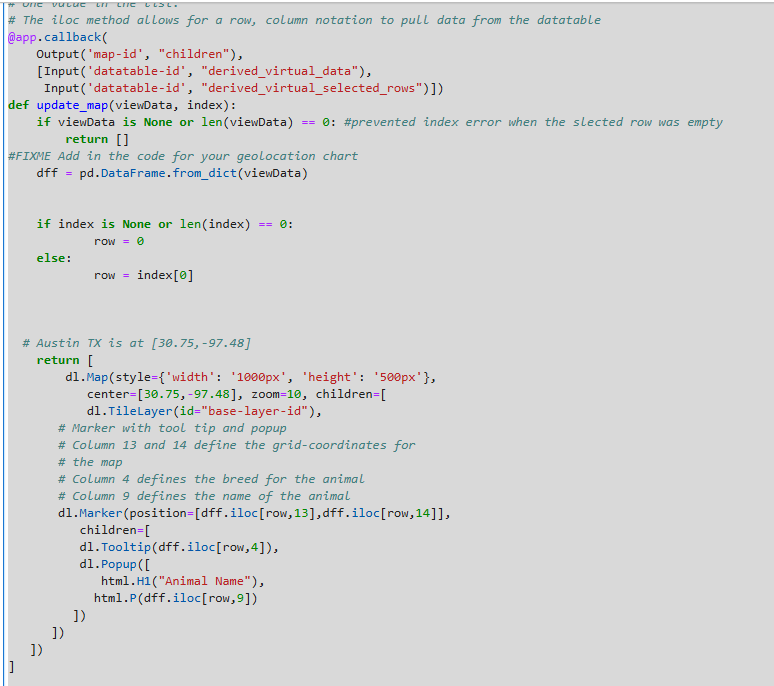 # one value in the list.
# The iloc method allows for a row, column notation to pull data from the datatable
@app.callback(
    Output('map-id', "children"),
    [Input('datatable-id', "derived_virtual_data"),
     Input('datatable-id', "derived_virtual_selected_rows")])
def update_map(viewData, index):
    if viewData is None or len(viewData) == 0: #prevented index error when the slected row was empty
        return []
#FIXME Add in the code for your geolocation chart
    dff = pd.DataFrame.from_dict(viewData)
    if index is None or len(index) == 0:
            row = 0
    else:
            row = index[0]
  # Austin TX is at [30.75,-97.48]
    return [
        dl.Map(style={'width': '1000px', 'height': '500px'},
           center=[30.75,-97.48], zoom=10, children=[
           dl.TileLayer(id="base-layer-id"),
       # Marker with tool tip and popup
       # Column 13 and 14 define the grid-coordinates for
       # the map
       # Column 4 defines the breed for the animal
       # Column 9 defines the name of the animal
       dl.Marker(position=[dff.iloc[row,13],dff.iloc[row,14]],
          children=[
          dl.Tooltip(dff.iloc[row,4]),
          dl.Popup([
             html.H1("Animal Name"),
            html.P(dff.iloc[row,9])
         ])
      ])
   ])
]